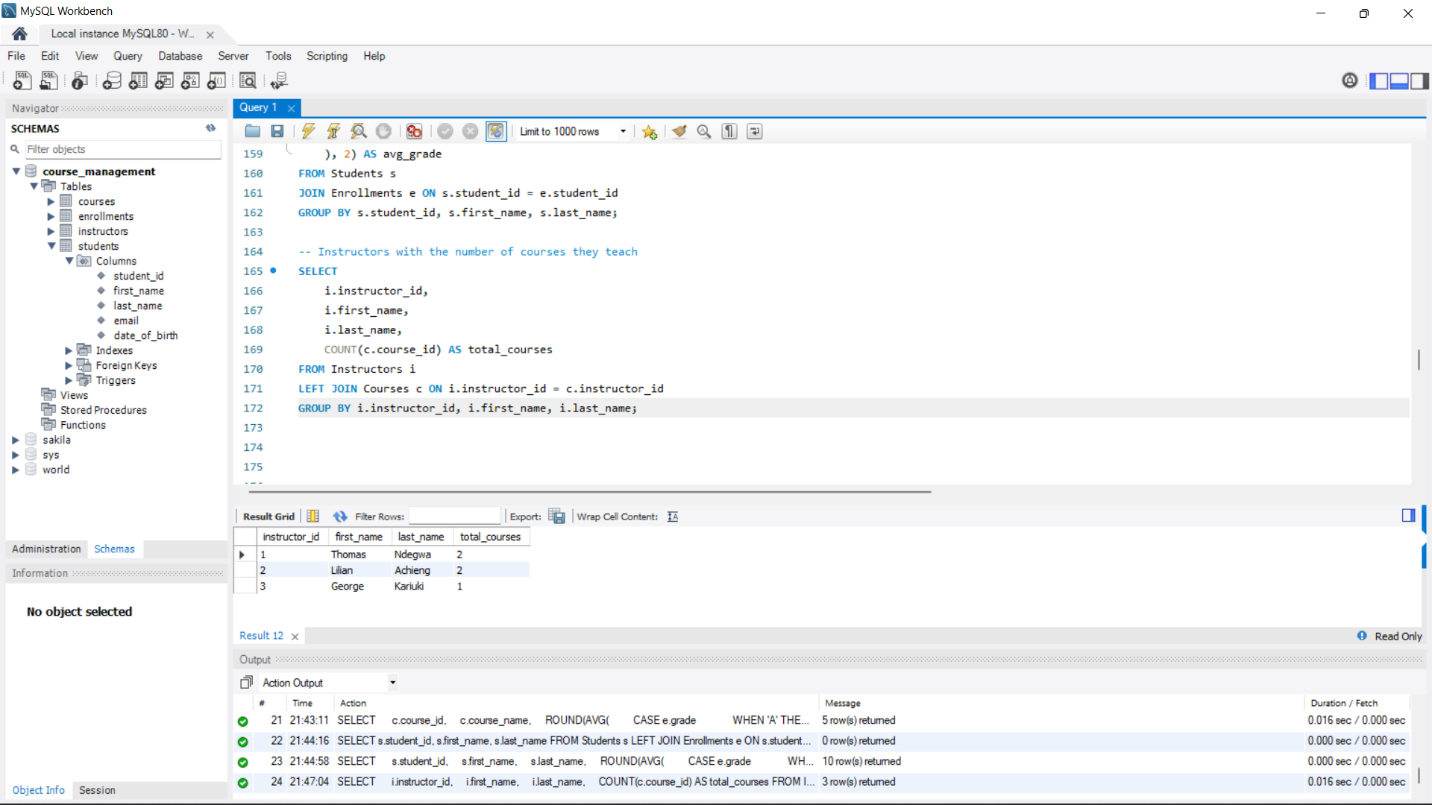 MySQL Workbench
Local instance MySQL80 - W...
File Edit View Query Database Server Tools Scripting Help
Navigator
SCHEMAS
Filter objects
course_management
Tables
courses
enrollments
instructors
students
Columns
student_id
first_name
last_name
email
date_of_birth
Indexes
Foreign Keys
Triggers
Views
Stored Procedures
Functions
sakila
sys
world
Administration Schemas
Information
No object selected
Object Info Session
Query 1
Limit to 1000 rows
159 ), 2) AS avg_grade
160 FROM Students s
161 JOIN Enrollments e ON s.student_id = e.student_id
162 GROUP BY s.student_id, s.first_name, s.last_name;
163
164 -- Instructors with the number of courses they teach
165 SELECT
166 i.instructor_id,
167 i.first_name,
168 i.last_name,
169 COUNT(c.course_id) AS total_courses
170 FROM Instructors i
171 LEFT JOIN Courses c ON i.instructor_id = c.instructor_id
172 GROUP BY i.instructor_id, i.first_name, i.last_name;
173
174
175
Result Grid Filter Rows: Export: Wrap Cell Content:
instructor_id first_name last_name total_courses
1 Thomas Ndegwa 2
2 Lilian Achieng 2
3 George Kariuki 1
Result 12 Read Only
Output
Action Output
# Time Action Message Duration / Fetch
21 21:43:11 SELECT c.course_id, c.course_name, ROUND(AVG( CASE e.grade WHEN 'A' THE... 5 row(s) returned 0.016 sec / 0.000 sec
22 21:44:16 SELECT s.student_id, s.first_name, s.last_name FROM Students s LEFT JOIN Enrollments e ON s.student... 0 row(s) returned 0.000 sec / 0.000 sec
23 21:44:58 SELECT s.student_id, s.first_name, s.last_name, ROUND(AVG( CASE e.grade WH... 10 row(s) returned 0.000 sec / 0.000 sec
24 21:47:04 SELECT i.instructor_id, i.first_name, i.last_name, COUNT(c.course_id) AS total_courses FROM I... 3 row(s) returned 0.016 sec / 0.000 sec